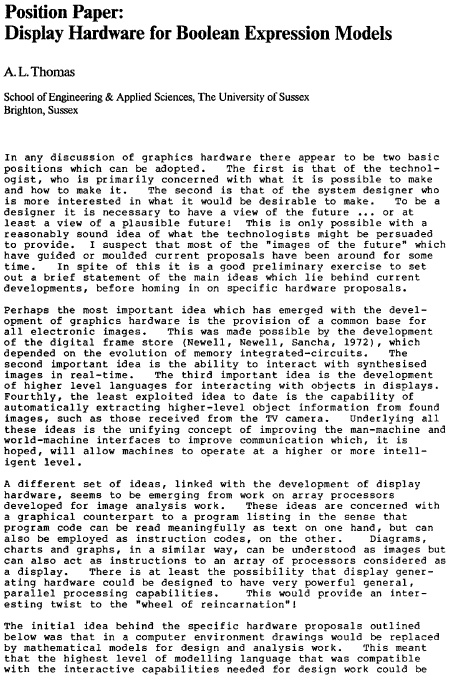 Position Paper:
Display Hardware for Boolean Expression Models
A. L. Thomas
School of Engineering & Applied Sciences, The University of Sussex
Brighton, Sussex
In any discussion of graphics hardware there appear to be two basic
positions which can be adopted. The first is that of the technol-
ogist, who is primarily concerned with what it is possible to make
and how to make it. The second is that of the system designer who
is more interested in what it would be desirable to make. To be a
designer it is necessary to have a view of the future ... or at
least a view of a plausible future! This is only possible with a
reasonably sound idea of what the technologists might be persuaded
to provide. I suspect that most of the "images of the future" which
have guided or moulded current proposals have been around for some
time. In spite of this it is a good preliminary exercise to set
out a brief statement of the main ideas which lie behind current
developments, before homing in on specific hardware proposals.
Perhaps the most important idea which has emerged with the devel-
opment of graphics hardware is the provision of a common base for
all electronic images. This was made possible by the development
of the digital frame store (Newell, Newell, Sancha, 1972), which
depended on the evolution of memory integrated-circuits. The
second important idea is the ability to interact with synthesised
images in real-time. The third important idea is the development
of higher level languages for interacting with objects in displays.
Fourthly, the least exploited idea to date is the capability of
automatically extracting higher-level object information from found
images, such as those received from the TV camera. Underlying all
these ideas is the unifying concept of improving the man-machine and
world-machine interfaces to improve communication which, it is
hoped, will allow machines to operate at a higher or more intell-
igent level.
A different set of ideas, linked with the development of display
hardware, seems to be emerging from work on array processors
developed for image analysis work. These ideas are concerned with
a graphical counterpart to a program listing in the sense that
program code can be read meaningfully as text on one hand, but can
also be employed as instruction codes, on the other. Diagrams,
charts and graphs, in a similar way, can be understood as images but
can also act as instructions to an array of processors considered as
a display. There is at least the possibility that display gener-
ating hardware could be designed to have very powerful general,
parallel processing capabilities. This would provide an inter-
esting twist to the "wheel of reincarnation"!
The initial idea behind the specific hardware proposals outlined
below was that in a computer environment drawings would be replaced
by mathematical models for design and analysis work. This meant
that the highest level of modelling language that was compatible
with the interactive capabilities needed for design work could be